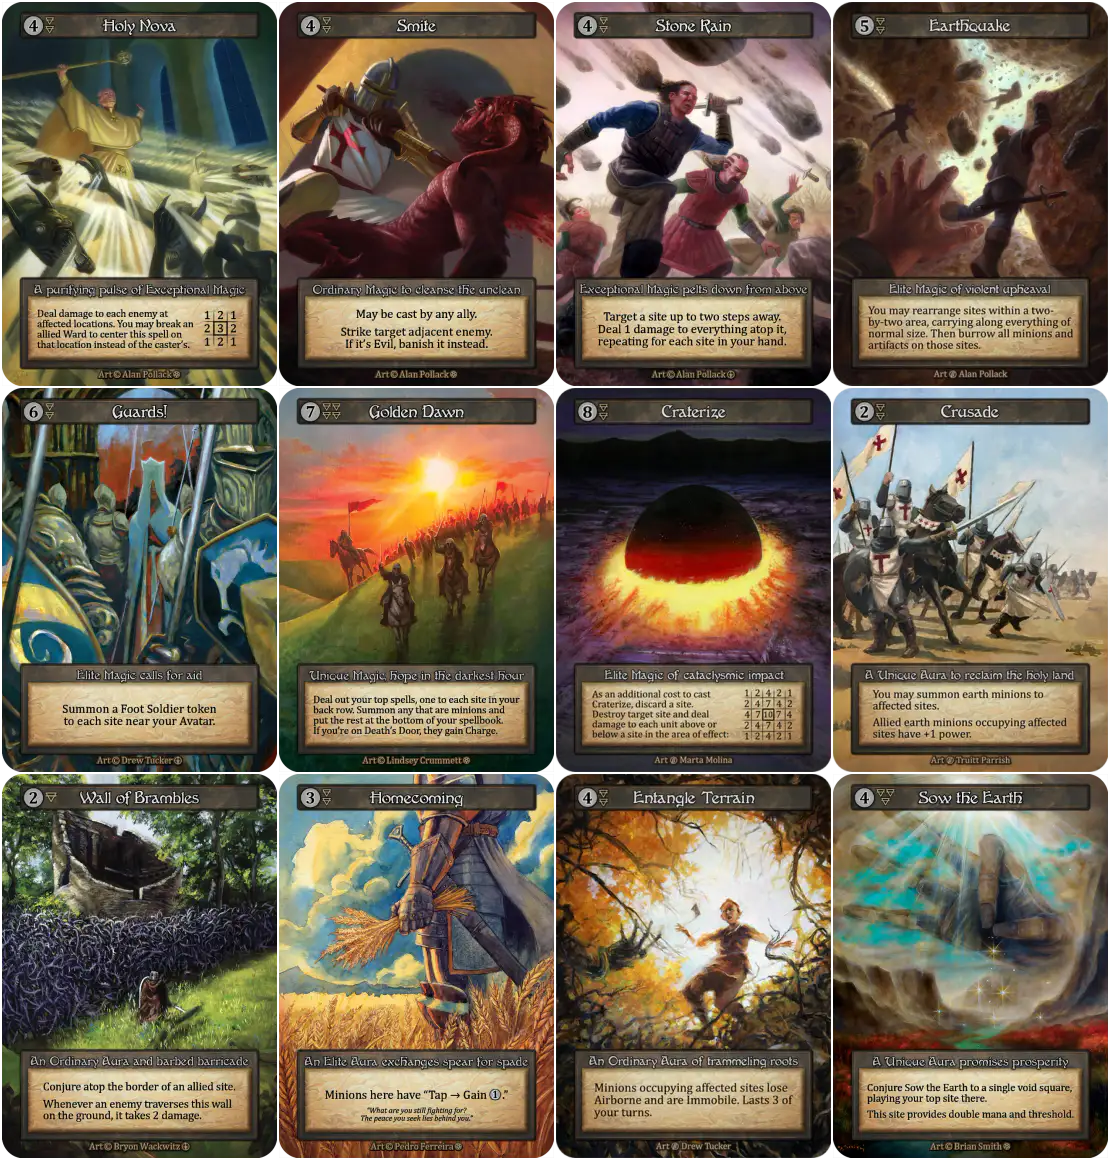 4 Holy Nova
A purifying pulse of Exceptional Magic
Deal damage to each enemy at
affected locations. You may break an
allied Ward to center this spell on
that location instead of the caster's.
1 2 1
2 3 2
1 2 1
Art © Alan Pollack
4 Smite
Ordinary Magic to cleanse the unclean
May be cast by any ally.
Strike target adjacent enemy.
If it's Evil, banish it instead.
Art © Alan Pollack
4 Stone Rain
Exceptional Magic pelts down from above
Target a site up to two steps away.
Deal 1 damage to everything atop it,
repeating for each site in your hand.
Art © Alan Pollack
5 Earthquake
Elite Magic of violent upheaval
You may rearrange sites within a two-
by-two area, carrying along everything of
normal size. Then burrow all minions and
artifacts on those sites.
Art Alan Pollack
6 Guards!
Elite Magic calls for aid
Summon a Foot Soldier token
to each site near your Avatar.
Art © Drew Tucker
7 Golden Dawn
Unique Magic, hope in the darkest hour
Deal out your top spells, one to each site in your
back row. Summon any that are minions and
put the rest at the bottom of your spellbook.
If you're on Death's Door, they gain Charge.
Art © Lindsey Crummett
8 Craterize
Elite Magic of cataclysmic impact
As an additional cost to cast
Craterize, discard a site.
Destroy target site and deal
damage to each unit above or
below a site in the area of effect:
1 2 4 2 1
2 4 7 4 2
4 7 10 7 4
2 4 7 4 2
1 2 4 2 1
Art Marta Molina
2 Crusade
A Unique Aura to reclaim the holy land
You may summon earth minions to
affected sites.
Allied earth minions occupying affected
sites have +1 power.
Art Truitt Parrish
2 Wall of Brambles
An Ordinary Aura and barbed barricade
Conjure atop the border of an allied site.
Whenever an enemy traverses this wall
on the ground, it takes 2 damage.
Art © Bryon Wackwitz
3 Homecoming
An Elite Aura exchanges spear for spade
Minions here have "Tap → Gain ①."
"What are you still fighting for?
The peace you seek lies behind you."
Art © Pedro Ferreira
4 Entangle Terrain
An Ordinary Aura of trammeling roots
Minions occupying affected sites lose
Airborne and are Immobile. Lasts 3 of
your turns.
Art Drew Tucker
4 Sow the Earth
A Unique Aura promises prosperity
Conjure Sow the Earth to a single void square,
playing your top site there.
This site provides double mana and threshold.
Art © Brian Smith